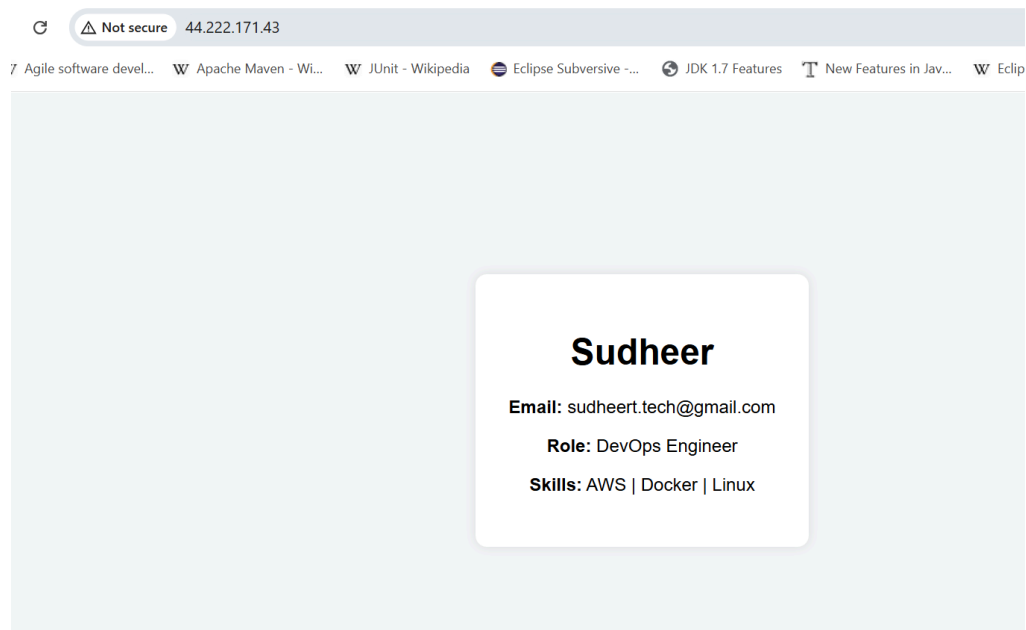 Not secure 44.222.171.43
Agile software devel... W Apache Maven - Wi... W JUnit - Wikipedia Eclipse Subversive -... JDK 1.7 Features T New Features in Jav... W Eclip
Sudheer
Email: sudheert.tech@gmail.com
Role: DevOps Engineer
Skills: AWS | Docker | Linux